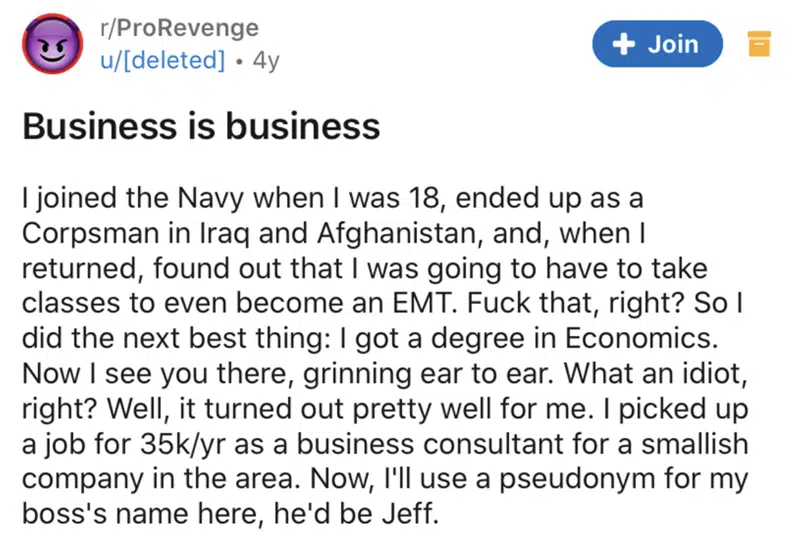 r/ProRevenge
u/[deleted] • 4y
+ Join
Business is business
I joined the Navy when I was 18, ended up as a
Corpsman in Iraq and Afghanistan, and, when I
returned, found out that I was going to have to take
classes to even become an EMT. Fuck that, right? So I
did the next best thing: I got a degree in Economics.
Now I see you there, grinning ear to ear. What an idiot,
right? Well, it turned out pretty well for me. I picked up
a job for 35k/yr as a business consultant for a smallish
company in the area. Now, I'll use a pseudonym for my
boss's name here, he'd be Jeff.